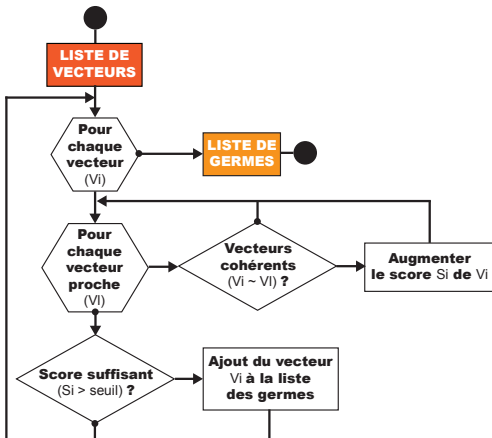 LISTE DE
VECTEURS
Pour
chaque
vecteur
(Vi)
LISTE DE
GERMES
Pour
chaque
vecteur
proche
(Vl)
Vecteurs
cohérents
(Vi ~ Vl) ?
Augmenter
le score Si de Vi
Score suffisant
(Si > seuil) ?
Ajout du vecteur
Vi à la liste
des germes